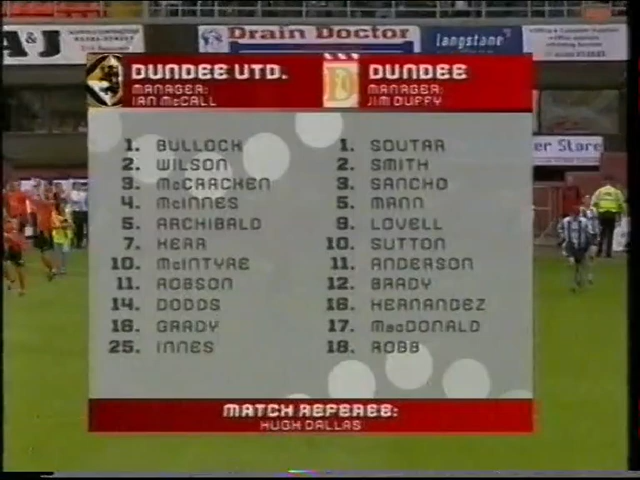 A&J
Drain Doctor
langstane
er Store
DUNDEE UTD.
MANAGER:
IAN McCALL
1. BULLOCK
2. WILSON
3. McCRACKEN
4. McINNES
5. ARCHIBALD
7. KERR
10. McINTYRE
11. ROBSON
14. DODDS
16. GRADY
25. INNES
D
DUNDEE
MANAGER:
JIM DUFFY
1. SOUTAR
2. SMITH
3. SANCHO
5. MANN
9. LOVELL
10. SUTTON
11. ANDERSON
12. BRADY
16. HERNANDEZ
17. MacDONALD
18. ROBB
MATCH REFEREE:
HUGH DALLAS